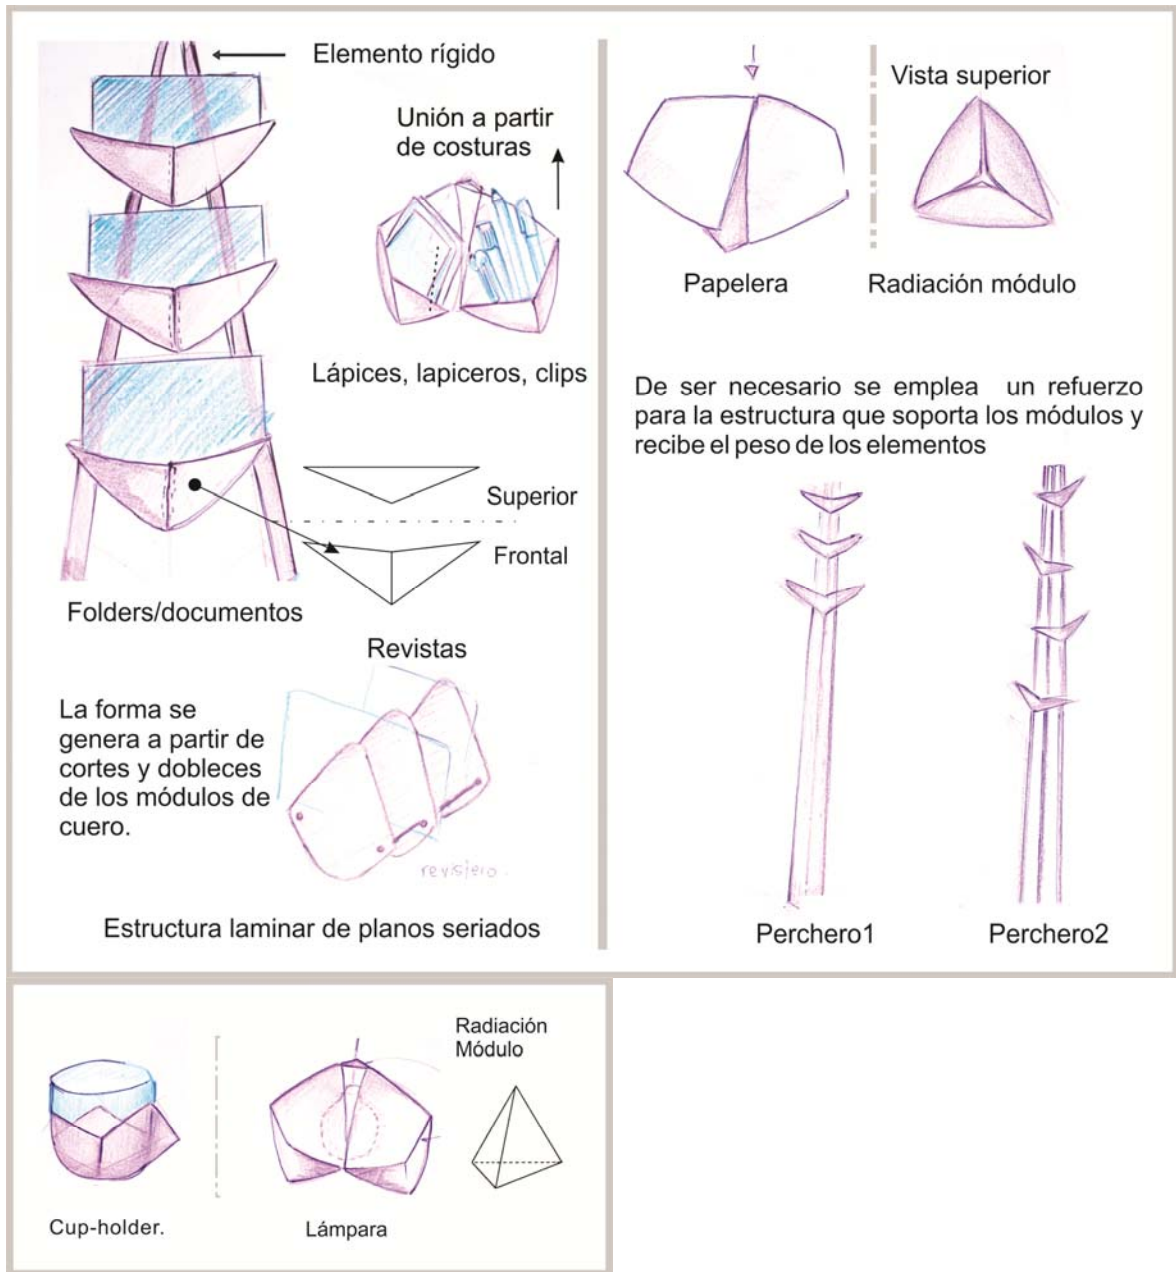 Elemento rígido
Unión a partir
de costuras
Lápices, lapiceros, clips
Superior
Frontal
Folders/documentos
Revistas
La forma se
genera a partir de
cortes y dobleces
de los módulos de
cuero.
revisjero.
Estructura laminar de planos seriados
Vista superior
Papelera
Radiación módulo
De ser necesario se emplea un refuerzo
para la estructura que soporta los módulos y
recibe el peso de los elementos
Perchero1
Perchero2
Radiación
Módulo
Cup-holder.
Lámpara